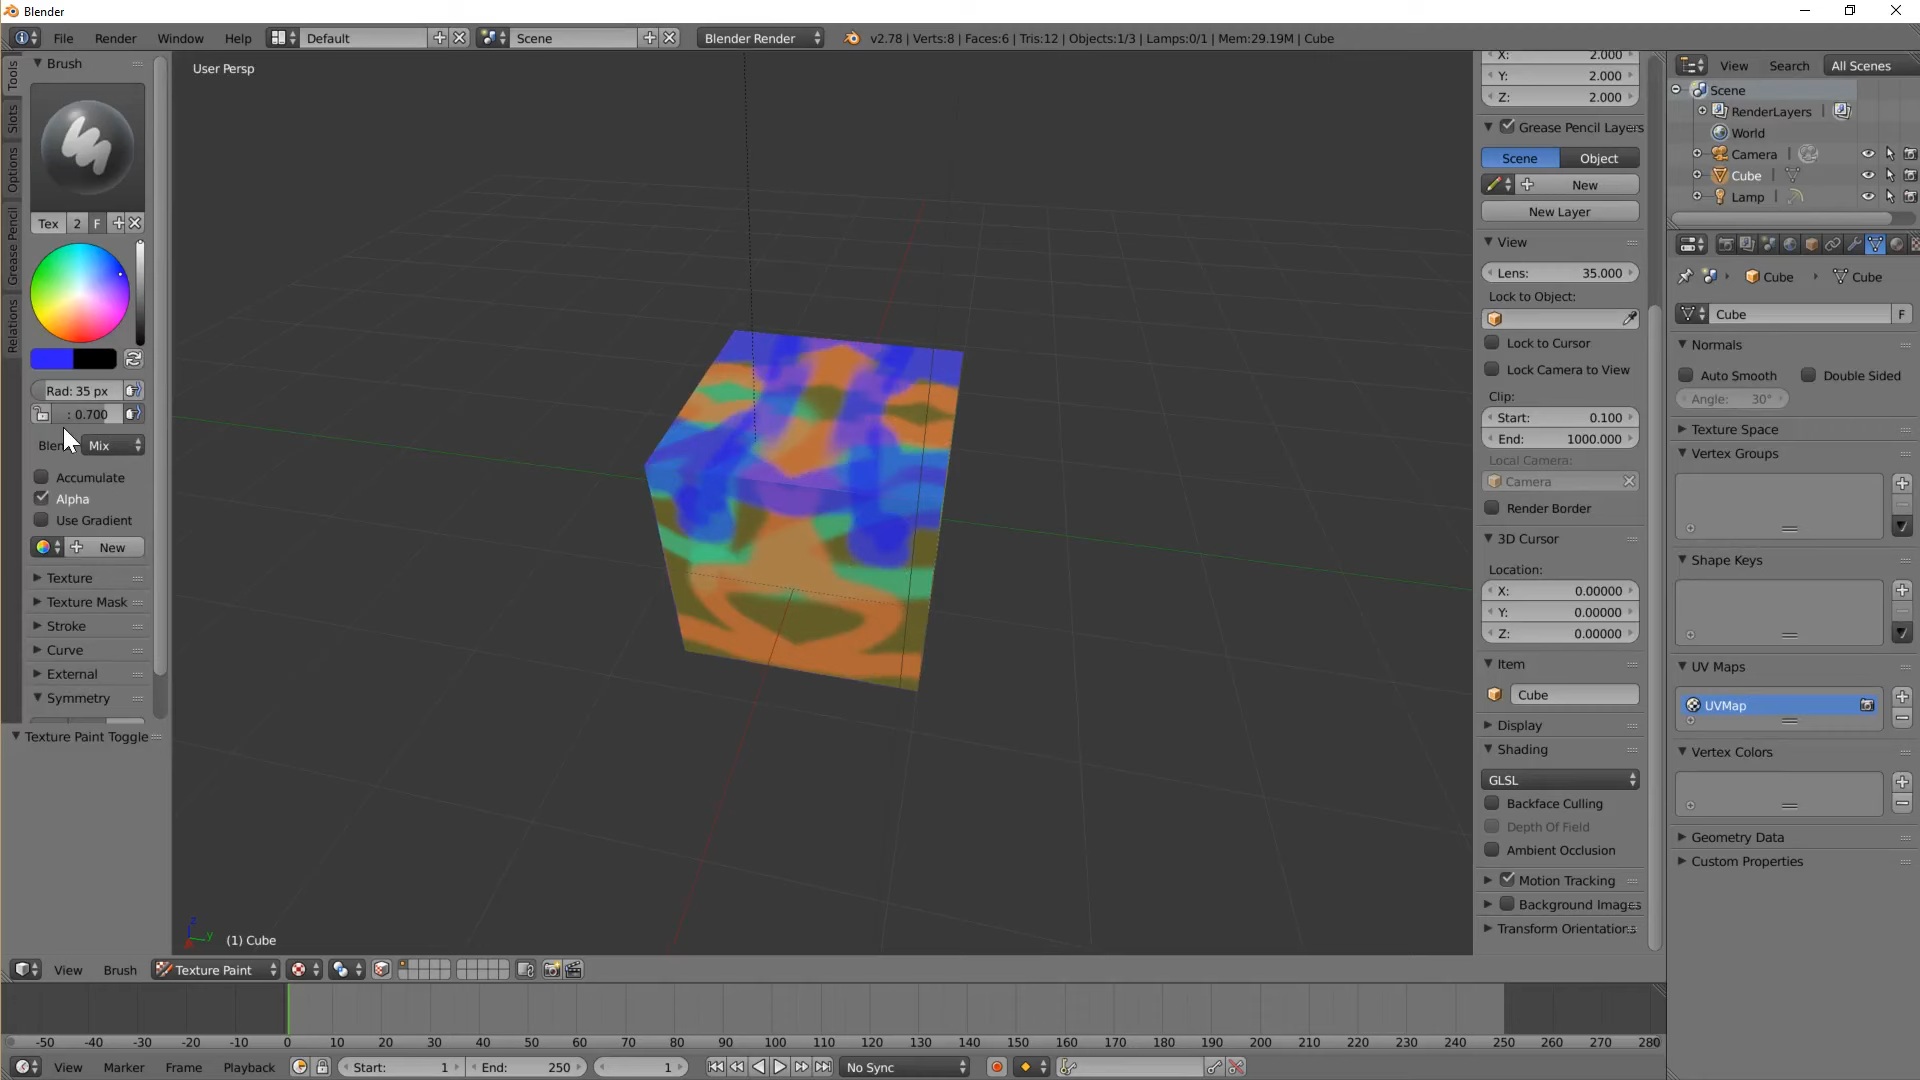 Blender
File Render Window Help Default Scene Blender Render v2.78 | Verts:8 | Faces:6 | Tris:12 | Objects:1/3 | Lamps:0/1 | Mem:29.19M | Cube
Tools
Slots
Options
Grease Pencil
Relations
Brush
Tex 2 F
Rad: 35 px
: 0.700
Blen Mix
Accumulate
Alpha
Use Gradient
New
Texture
Texture Mask
Stroke
Curve
External
Symmetry
Texture Paint Toggle
User Persp
(1) Cube
X: 2.000
Y: 2.000
Z: 2.000
Grease Pencil Layers
Scene Object
New
New Layer
View
Lens: 35.000
Lock to Object:
Lock to Cursor
Lock Camera to View
Clip:
Start: 0.100
End: 1000.000
Local Camera:
Camera
Render Border
3D Cursor
Location:
X: 0.00000
Y: 0.00000
Z: 0.00000
Item
Cube
Display
Shading
GLSL
Backface Culling
Depth Of Field
Ambient Occlusion
Motion Tracking
Background Images
Transform Orientations
View Search All Scenes
Scene
RenderLayers
World
Camera
Cube
Lamp
Cube Cube
Cube F
Normals
Auto Smooth Double Sided
Angle: 30°
Texture Space
Vertex Groups
Shape Keys
UV Maps
UVMap
Vertex Colors
Geometry Data
Custom Properties
View Brush Texture Paint
-50 -40 -30 -20 -10 0 10 20 30 40 50 60 70 80 90 100 110 120 130 140 150 160 170 180 190 200 210 220 230 240 250 260 270 280
View Marker Frame Playback Start: 1 End: 250 1 No Sync